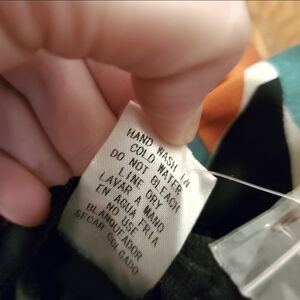 HAND WASH IN
COLD WATER
DO NOT BLEACH
LINE DRY
LAVAR A MANO
EN AGUA FRIA
NO USE
BLANQUEADOR
SECAR COLGADO